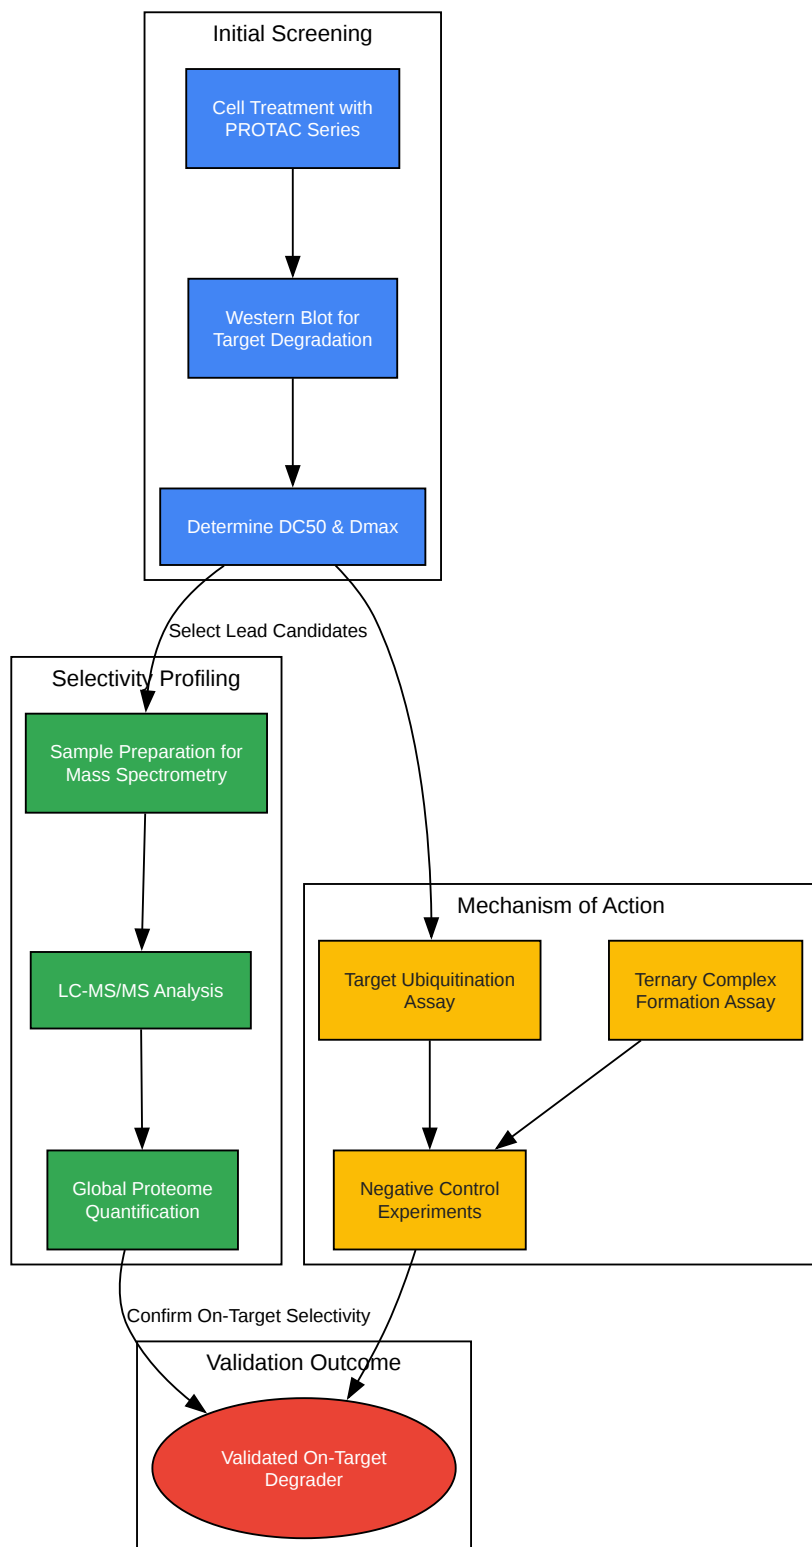 Initial Screening
Cell Treatment with
PROTAC Series
Western Blot for
Target Degradation
Determine DC50 & Dmax
Select Lead Candidates
Selectivity Profiling
Sample Preparation for
Mass Spectrometry
LC-MS/MS Analysis
Global Proteome
Quantification
Mechanism of Action
Target Ubiquitination
Assay
Ternary Complex
Formation Assay
Negative Control
Experiments
Confirm On-Target Selectivity
Validation Outcome
Validated On-Target
Degrader